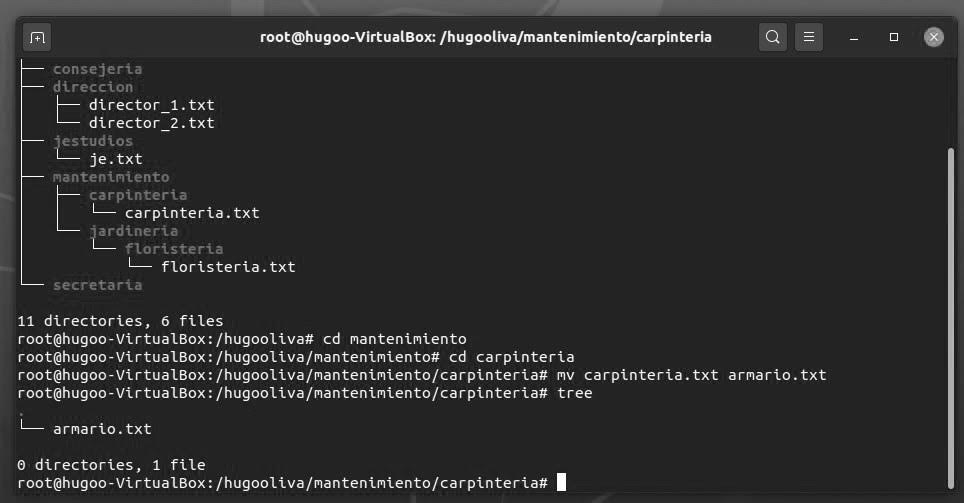 root@hugoo-VirtualBox: /hugooliva/mantenimiento/carpinteria
├── consejeria
├── direccion
│   ├── director_1.txt
│   └── director_2.txt
├── jestudios
│   └── je.txt
├── mantenimiento
│   ├── carpinteria
│   │   └── carpinteria.txt
│   └── jardineria
│       └── floristeria
│           └── floristeria.txt
└── secretaria
11 directories, 6 files
root@hugoo-VirtualBox:/hugooliva# cd mantenimiento
root@hugoo-VirtualBox:/hugooliva/mantenimiento# cd carpinteria
root@hugoo-VirtualBox:/hugooliva/mantenimiento/carpinteria# mv carpinteria.txt armario.txt
root@hugoo-VirtualBox:/hugooliva/mantenimiento/carpinteria# tree
.
└── armario.txt
0 directories, 1 file
root@hugoo-VirtualBox:/hugooliva/mantenimiento/carpinteria#